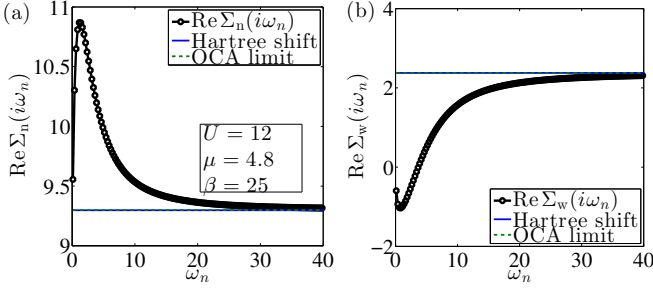 (a)
Re Σn(iωn)
Hartree shift
OCA limit
U = 12
μ = 4.8
β = 25
Re Σn(iωn)
11
10.5
10
9.5
9
0
10
20
30
40
ωn
(b)
Re Σw(iωn)
Hartree shift
OCA limit
Re Σw(iωn)
4
2
0
−2
0
10
20
30
40
ωn